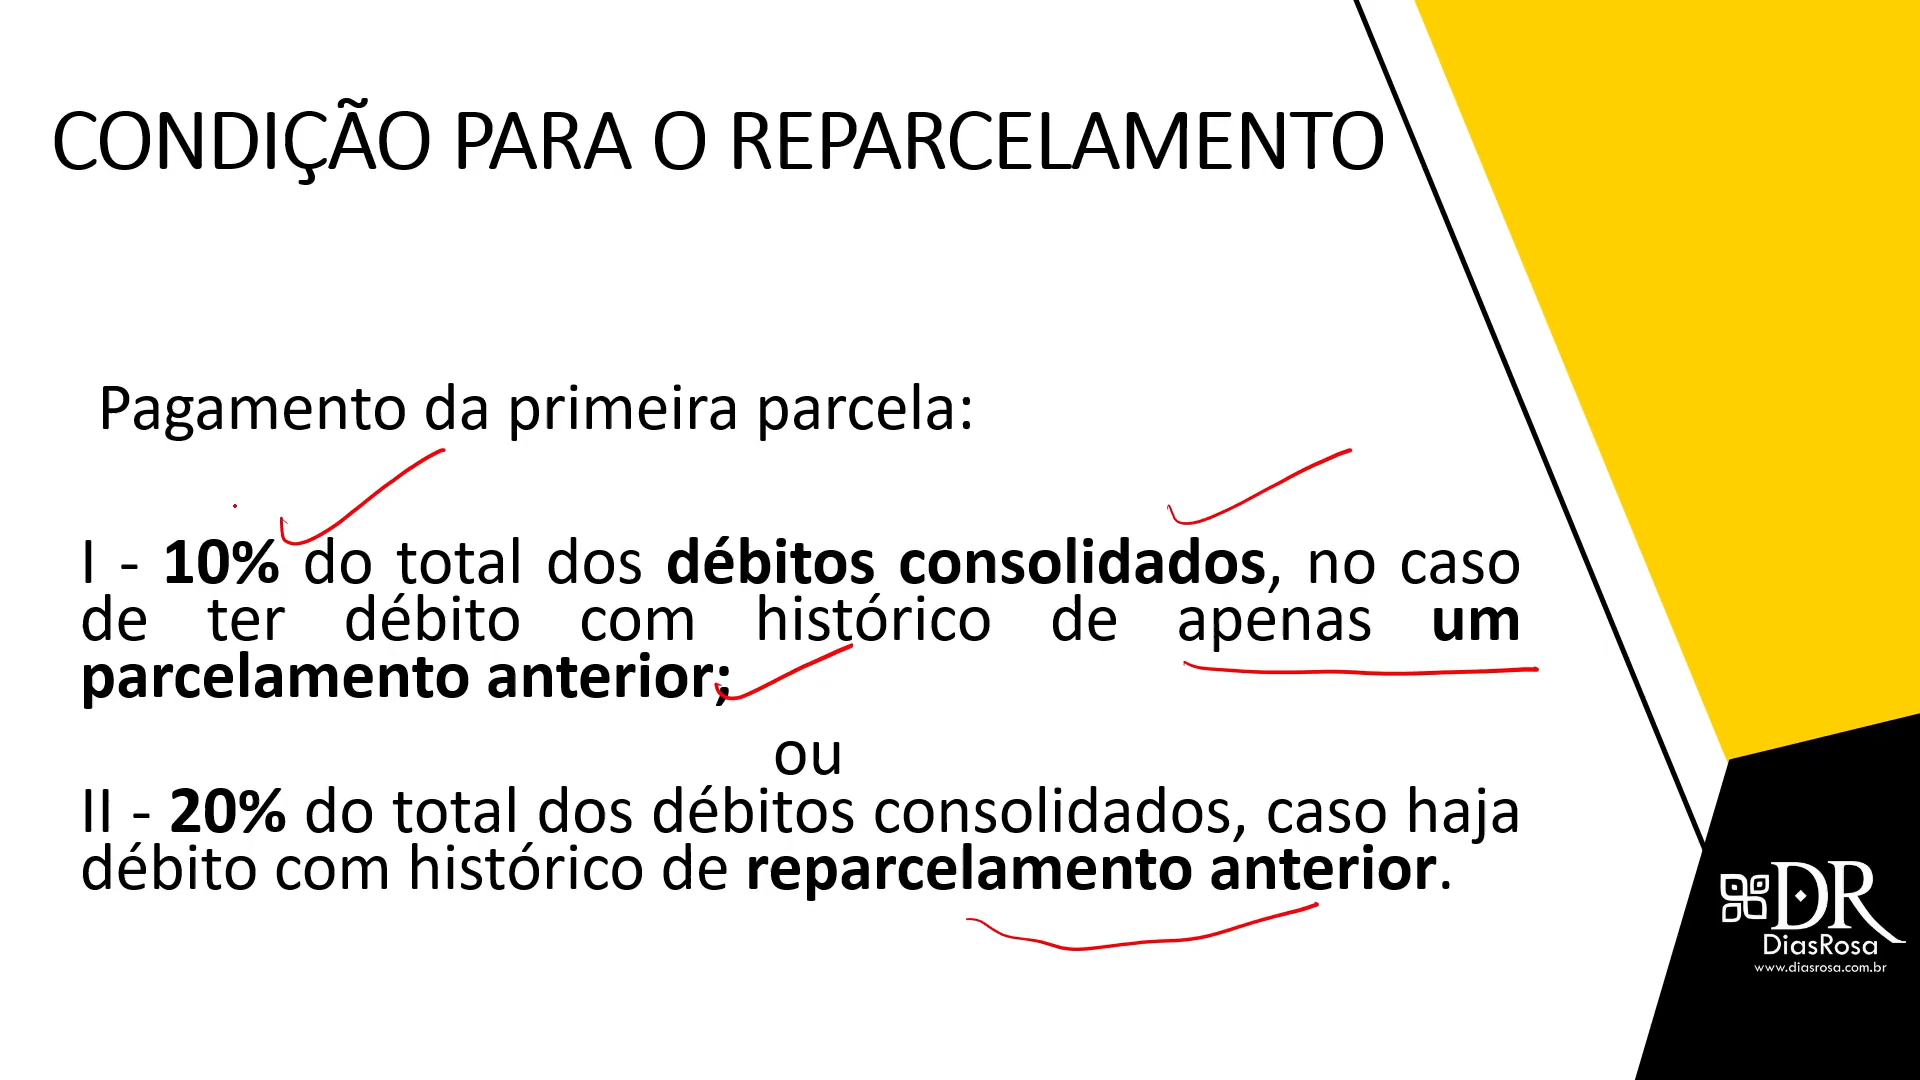 CONDIÇÃO PARA O REPARCELAMENTO
Pagamento da primeira parcela:
I - 10% do total dos débitos consolidados, no caso
de ter débito com histórico de apenas um
parcelamento anterior;
ou
II - 20% do total dos débitos consolidados, caso haja
débito com histórico de reparcelamento anterior.
DR
DiasRosa
www.diasrosa.com.br